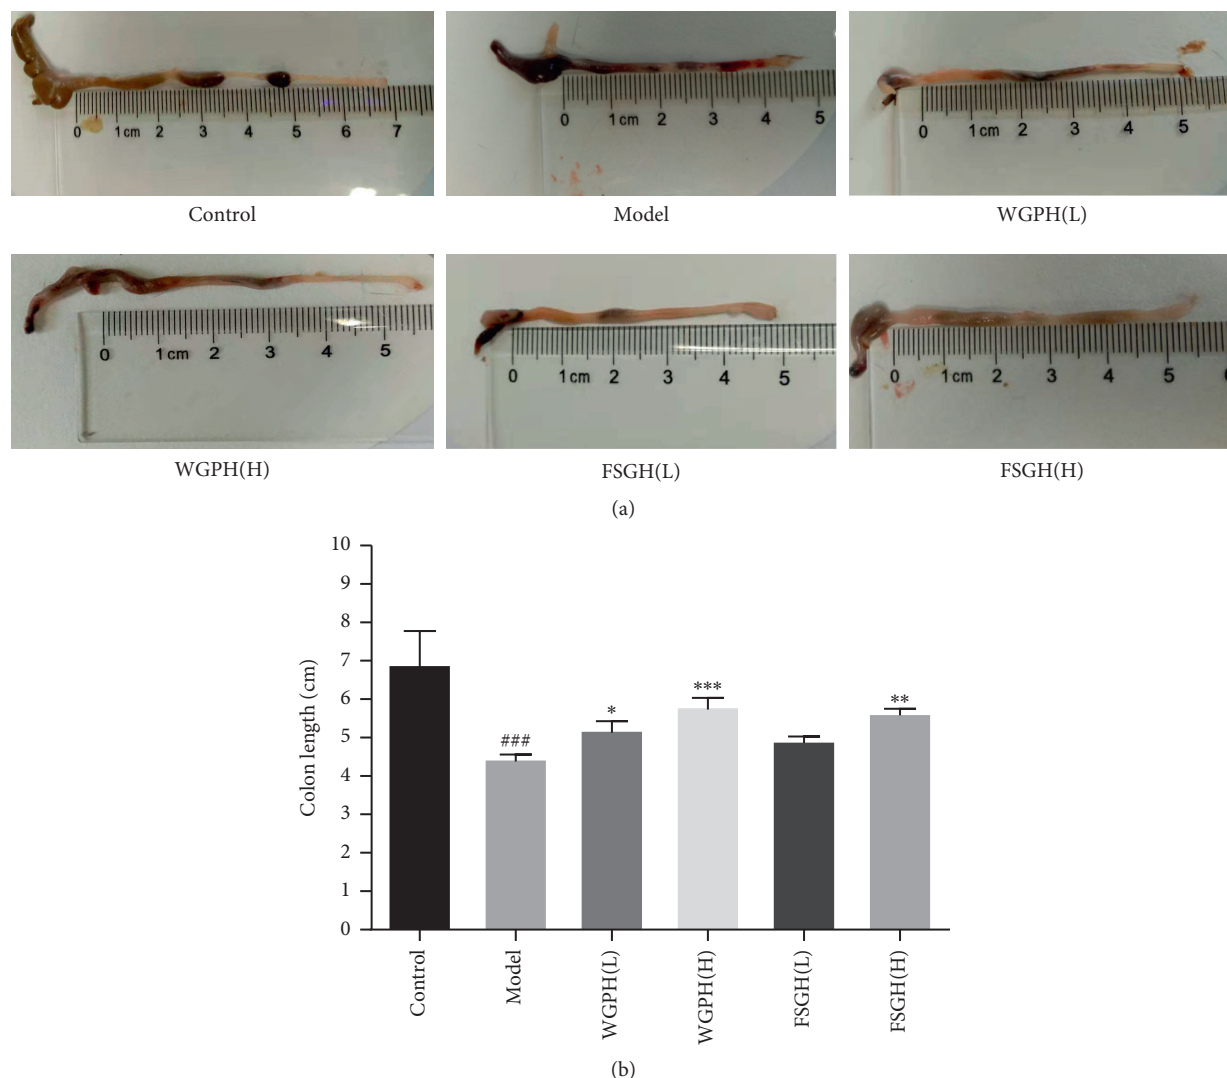 0 1 cm 2 3 4 5 6 7
Control
0 1 cm 2 3 4 5
Model
0 1 cm 2 3 4 5
WGPH(L)
0 1 cm 2 3 4 5
WGPH(H)
0 1 cm 2 3 4 5
FSGH(L)
0 1 cm 2 3 4 5 6
FSGH(H)
(a)
Colon length (cm)
10
9
8
7
6
5
4
3
2
1
0
###
*
***
**
Control
Model
WGPH(L)
WGPH(H)
FSGH(L)
FSGH(H)
(b)